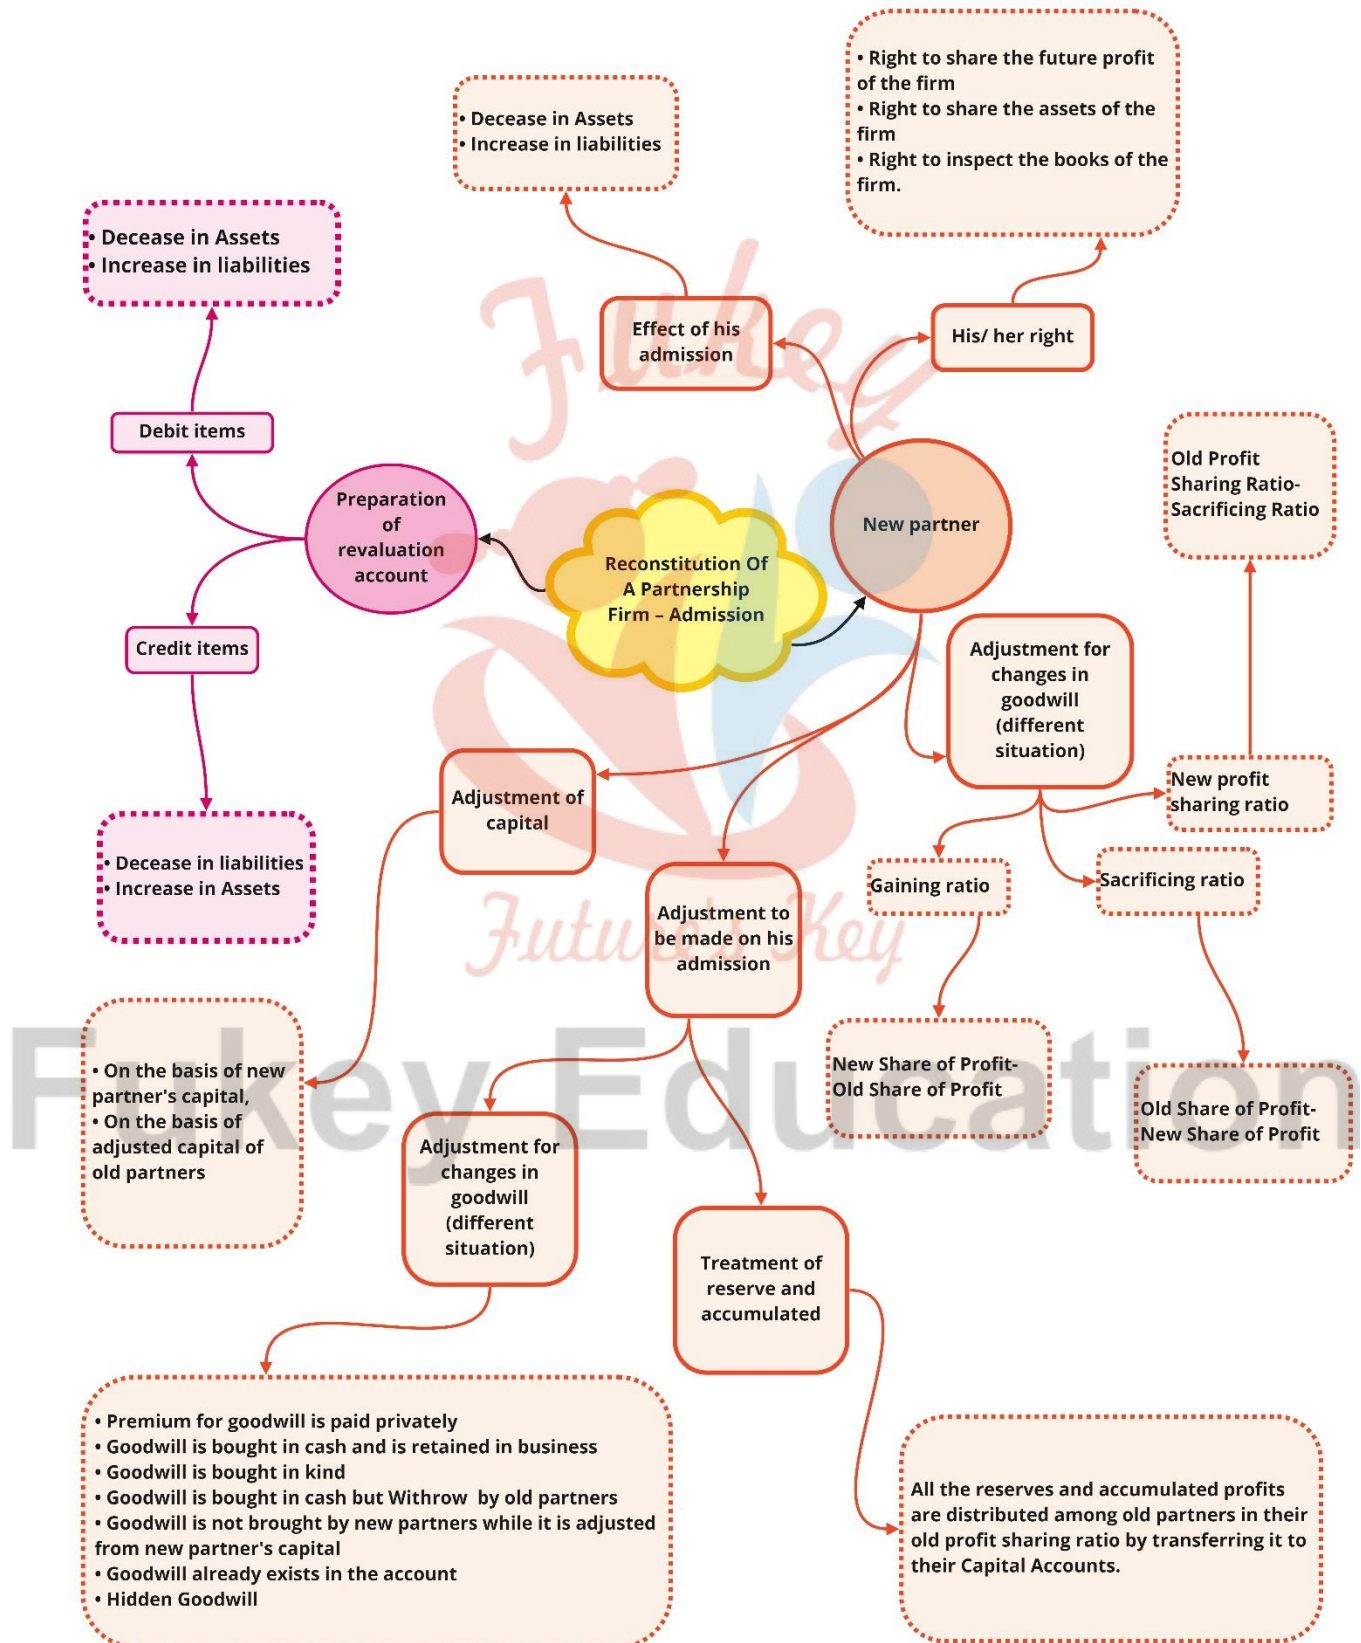 • Right to share the future profit
of the firm
• Right to share the assets of the
firm
• Right to inspect the books of the
firm.
• Decease in Assets
• Increase in liabilities
• Decease in Assets
• Increase in liabilities
Effect of his
admission
His/ her right
Fukey
Debit items
Old Profit
Sharing Ratio-
Sacrificing Ratio
Preparation
of
revaluation
account
New partner
Reconstitution Of
A Partnership
Firm – Admission
Credit items
Adjustment for
changes in
goodwill
(different
situation)
New profit
sharing ratio
Adjustment of
capital
• Decease in liabilities
• Increase in Assets
Gaining ratio
Sacrificing ratio
Adjustment to
be made on his
admission
Future's Key
Fukey Education
• On the basis of new
partner's capital,
• On the basis of
adjusted capital of
old partners
New Share of Profit-
Old Share of Profit
Old Share of Profit-
New Share of Profit
Adjustment for
changes in
goodwill
(different
situation)
Treatment of
reserve and
accumulated
• Premium for goodwill is paid privately
• Goodwill is bought in cash and is retained in business
• Goodwill is bought in kind
• Goodwill is bought in cash but Withrow  by old partners
• Goodwill is not brought by new partners while it is adjusted
from new partner's capital
• Goodwill already exists in the account
• Hidden Goodwill
All the reserves and accumulated profits
are distributed among old partners in their
old profit sharing ratio by transferring it to
their Capital Accounts.